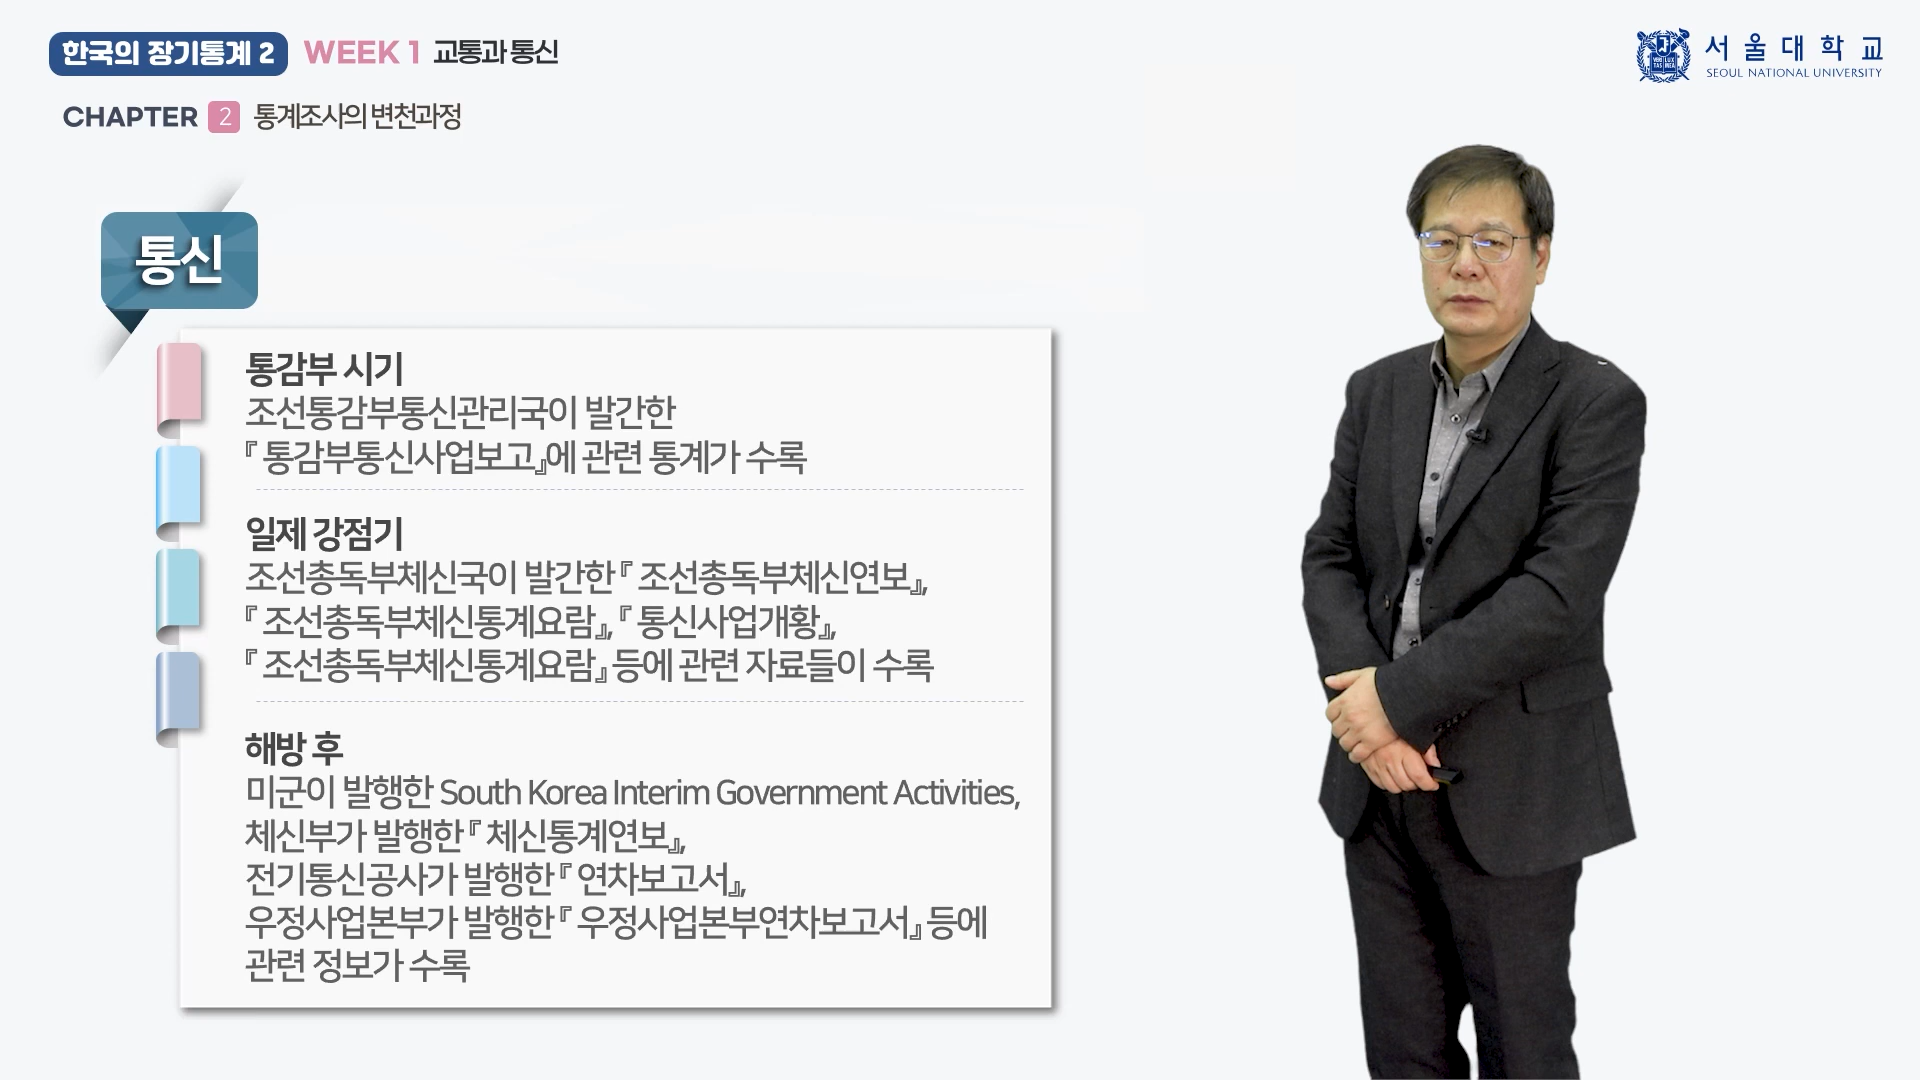 한국의 장기통계 2 WEEK 1 교통과 통신
서울대학교
SEOUL NATIONAL UNIVERSITY
CHAPTER 2 통계조사의 변천과정
통신
통감부 시기
조선통감부통신관리국이 발간한
『통감부통신사업보고』에 관련 통계가 수록
일제 강점기
조선총독부체신국이 발간한『조선총독부체신연보』,
『조선총독부체신통계요람』,『통신사업개황』,
『조선총독부체신통계요람』등에 관련 자료들이 수록
해방 후
미군이 발행한 South Korea Interim Government Activities,
체신부가 발행한『체신통계연보』,
전기통신공사가 발행한『연차보고서』,
우정사업본부가 발행한『우정사업본부연차보고서』등에
관련 정보가 수록